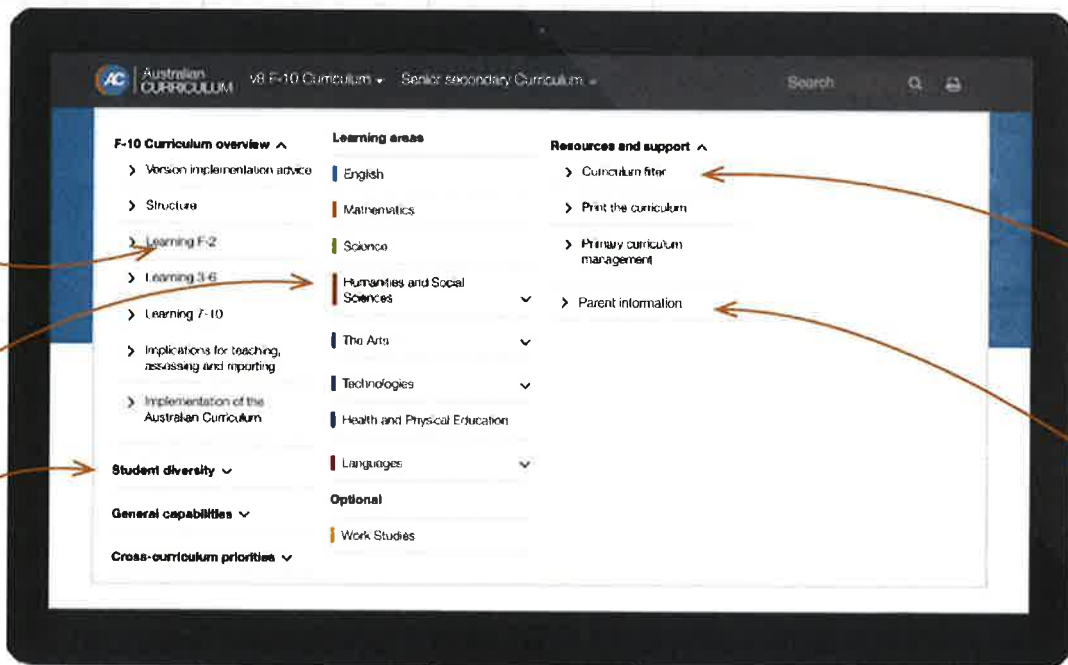 AC
Australian
CURRICULUM
v8 F-10 Curriculum
Senior secondary Curriculum
Search
F-10 Curriculum overview
Version implementation advice
Structure
Learning F-2
Learning 3-6
Learning 7-10
Implications for teaching,
assessing and reporting
Implementation of the
Australian Curriculum
Student diversity
General capabilities
Cross-curriculum priorities
Learning areas
English
Mathematics
Science
Humanities and Social
Sciences
The Arts
Technologies
Health and Physical Education
Languages
Optional
Work Studies
Resources and support
Curriculum filter
Print the curriculum
Primary curriculum
management
Parent information